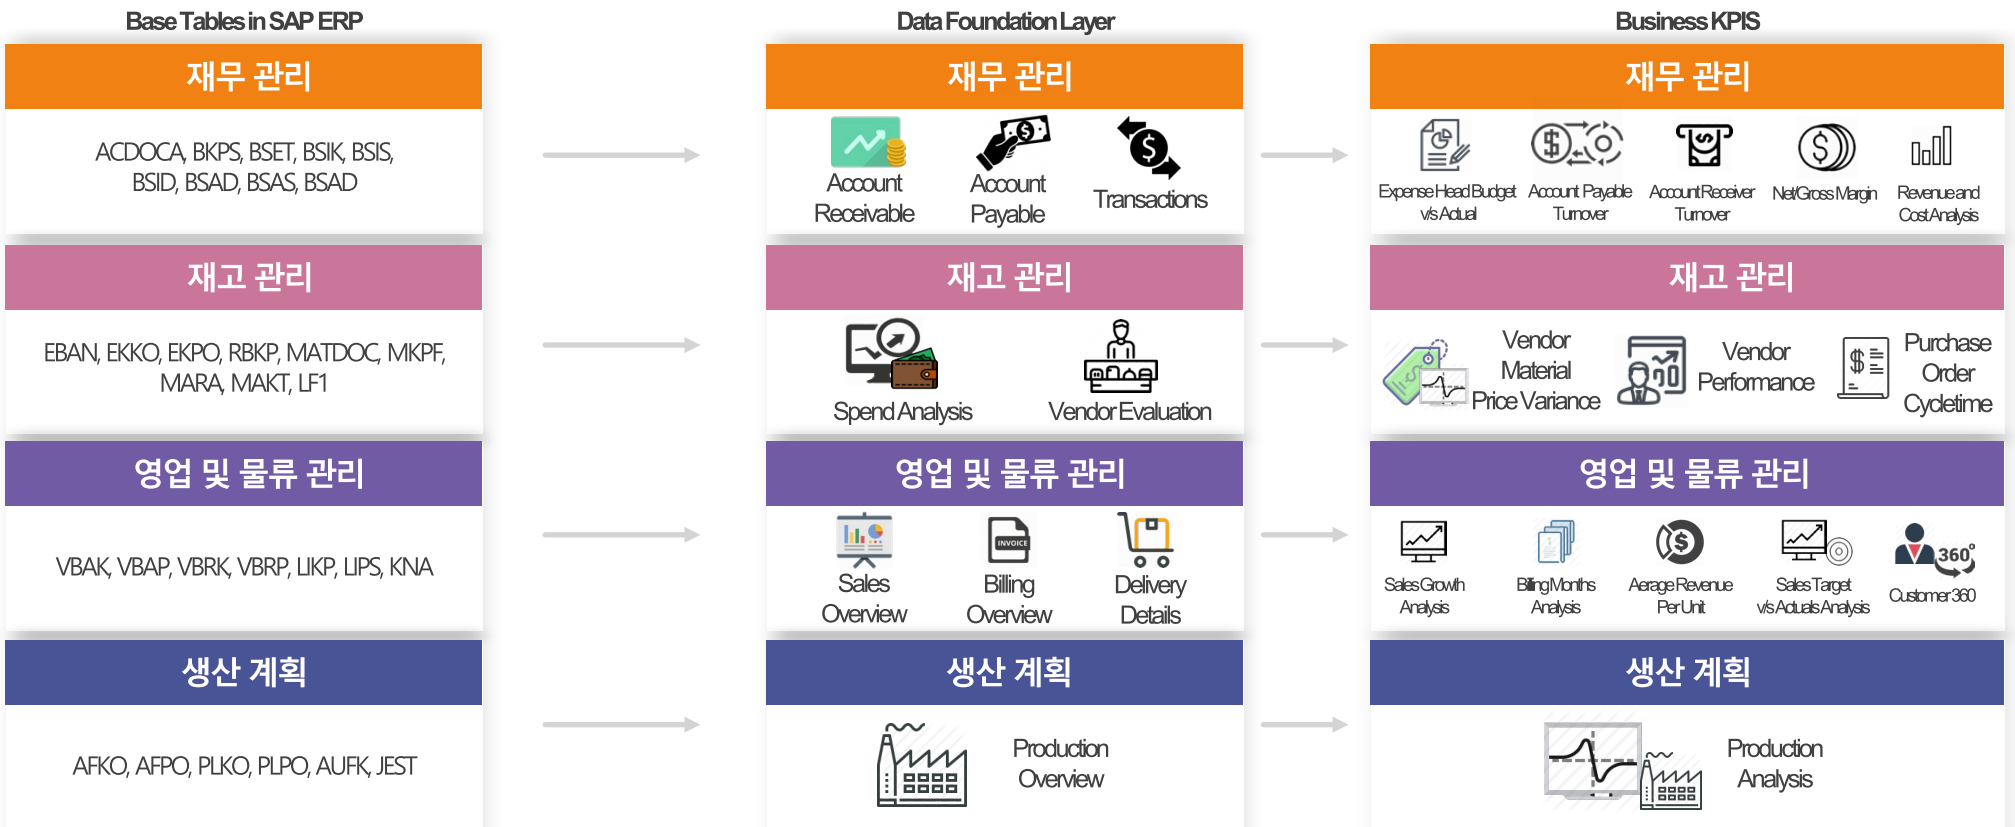 Base Tables in SAP ERP
Data Foundation Layer
Business KPIS
재무 관리
ACDOCA, BKPS, BSET, BSIK, BSIS,
BSID, BSAD, BSAS, BSAD
재무 관리
Account
Receivable
Account
Payable
Transactions
재무 관리
Expense Head Budget
v/s Actual
Account Payable
Turnover
Account Receiver
Turnover
Net/Gross Margin
Revenue and
Cost Analysis
재고 관리
EBAN, EKKO, EKPO, RBKP, MATDOC, MKPF,
MARA, MAKT, LF1
재고 관리
Spend Analysis
Vendor Evaluation
재고 관리
Vendor
Material
Price Variance
Vendor
Performance
Purchase
Order
Cycletime
영업 및 물류 관리
VBAK, VBAP, VBRK, VBRP, LIKP, LIPS, KNA
영업 및 물류 관리
Sales
Overview
INVOICE
Billing
Overview
Delivery
Details
영업 및 물류 관리
Sales Growth
Analysis
Billing Months
Analysis
Aerage Revenue
Per Unit
Sales Target
v/s Actuals Analysis
360°
Customer 360
생산 계획
AFKO, AFPO, PLKO, PLPO, AUFK, JEST
생산 계획
Production
Overview
생산 계획
Production
Analysis